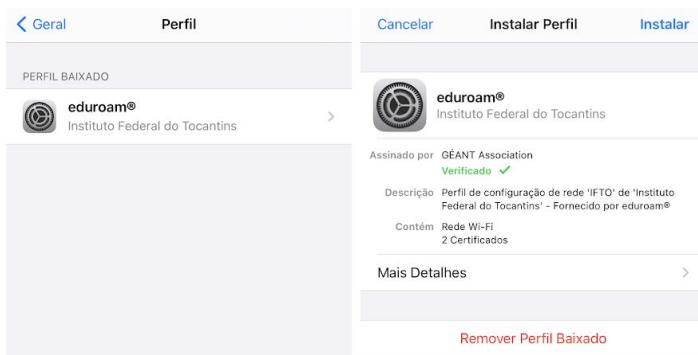 Geral
Perfil
PERFIL BAIXADO
eduroam®
Instituto Federal do Tocantins
Cancelar
Instalar Perfil
Instalar
eduroam®
Instituto Federal do Tocantins
Assinado por GÉANT Association
Verificado ✓
Descrição Perfil de configuração de rede 'IFTO' de 'Instituto
Federal do Tocantins' - Fornecido por eduroam®
Contém Rede Wi-Fi
2 Certificados
Mais Detalhes
Remover Perfil Baixado